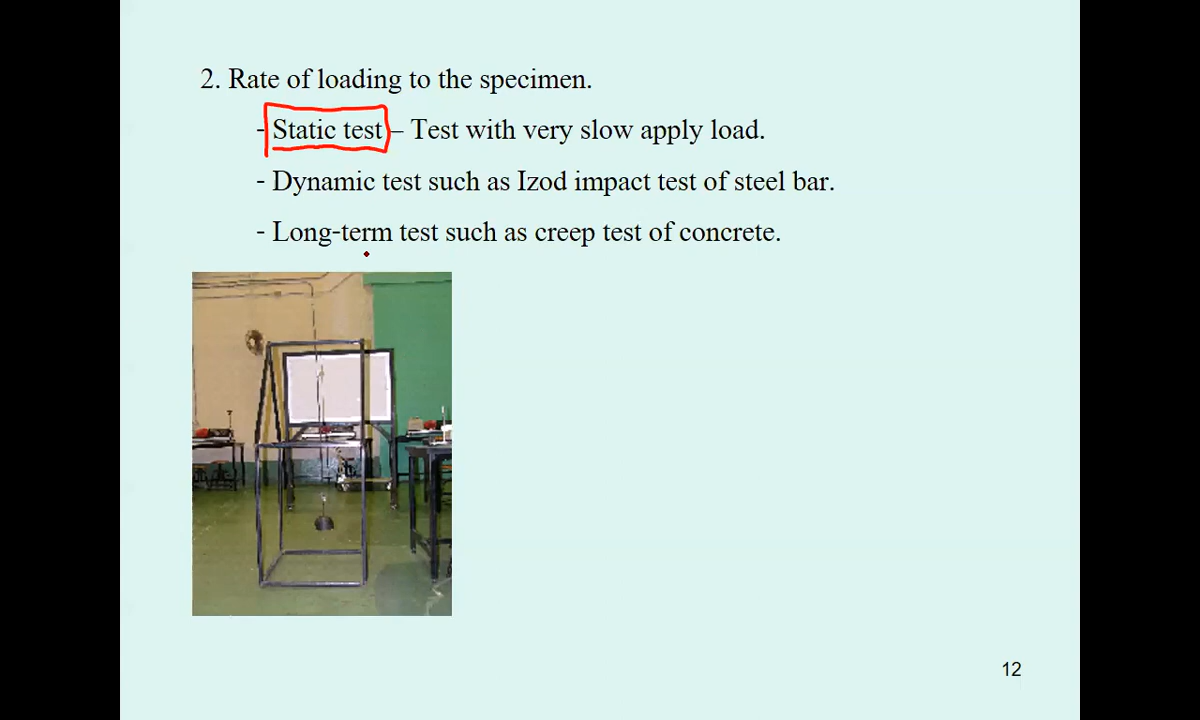 2. Rate of loading to the specimen.
- Static test – Test with very slow apply load.
- Dynamic test such as Izod impact test of steel bar.
- Long-term test such as creep test of concrete.
12